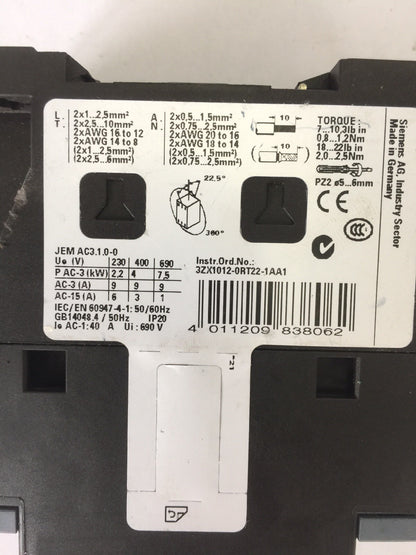 L. 2x1...2,5mm² A 2x0,5...1,5mm²
T. 2x2,5...10mm² N. 2x0,75...2,5mm²
2xAWG 16 to 12 2xAWG 20 to 16
2xAWG 14 to 8 2xAWG 18 to 14
(2x1...2,5mm²) (2x0,5...1,5mm²)
(2x2,5...6mm²) (2x0,75...2,5mm²)
10
10
TORQUE:
7...10,3lb in
0,8...1,2Nm
18...22lb in
2,0...2,5Nm
PZ2 ø5...6mm
Siemens AG, Industry Sector
Made in Germany
22,5°
360°
CE
CCC
JEM AC3.1.0-0
Ue (V) 230 400 690
P AC-3 (kW) 2,2 4 7,5
AC-3 (A) 9 9 9
AC-15 (A) 6 3 1
IEC/EN 60947-4-1:50/60Hz
GB14048.4 / 50Hz IP20
Ie AC-1:40 A Ui: 690 V
Instr.Ord.No.:
3ZX1012-0RT22-1AA1
4 011209 838062
-21